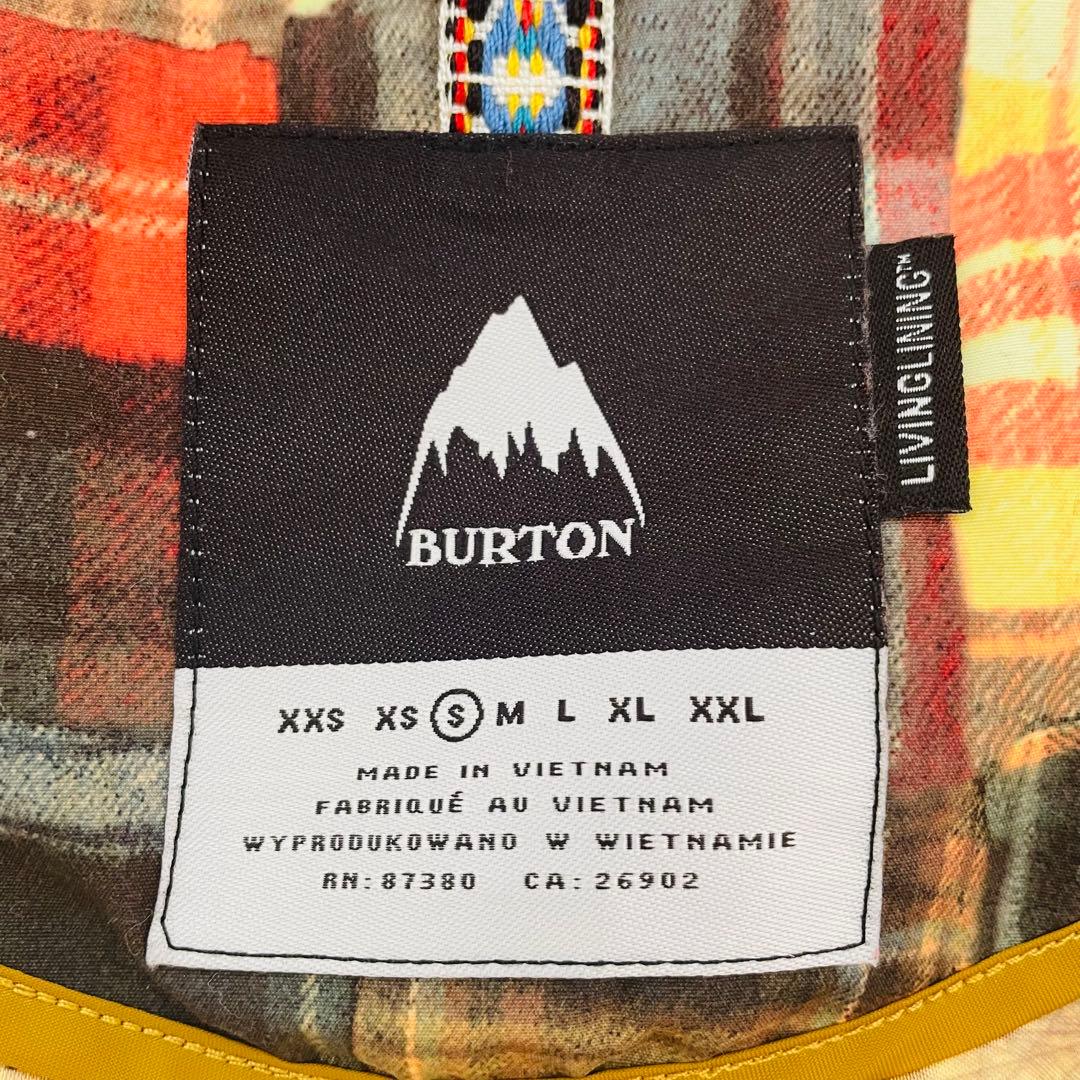 BURTON
LIVINGLINING™
XXS XS S M L XL XXL
MADE IN VIETNAM
FABRIQUÉ AU VIETNAM
WYPRODUKOWANO W WIETNAMIE
RN: 87380 CA: 26902